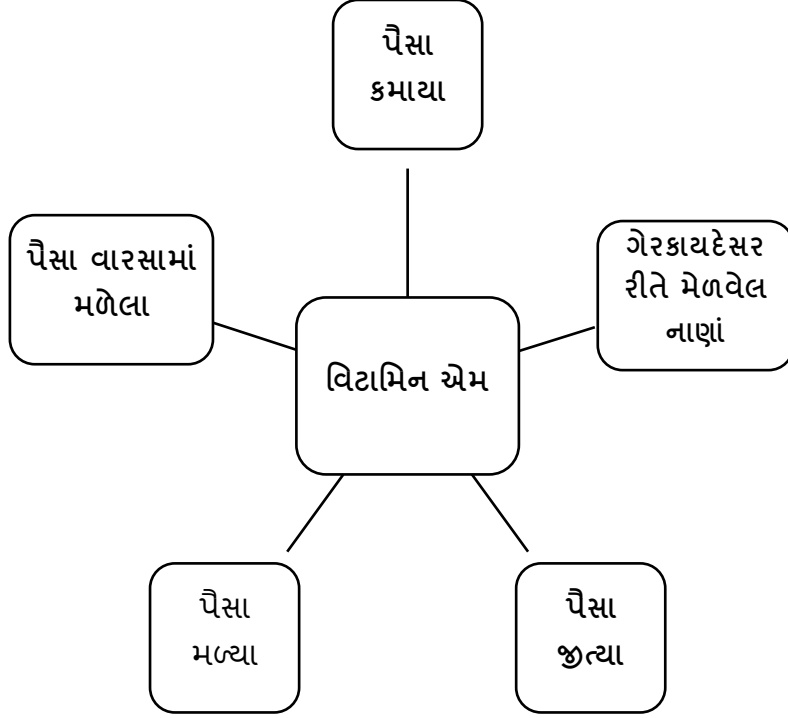 પૈસા
કમાયા
પૈસા વારસામાં
મળેલા
ગેરકાયદેસર
રીતે મેળવેલ
નાણાં
વિટામિન એમ
પૈસા
મળ્યા
પૈસા
જીત્યા